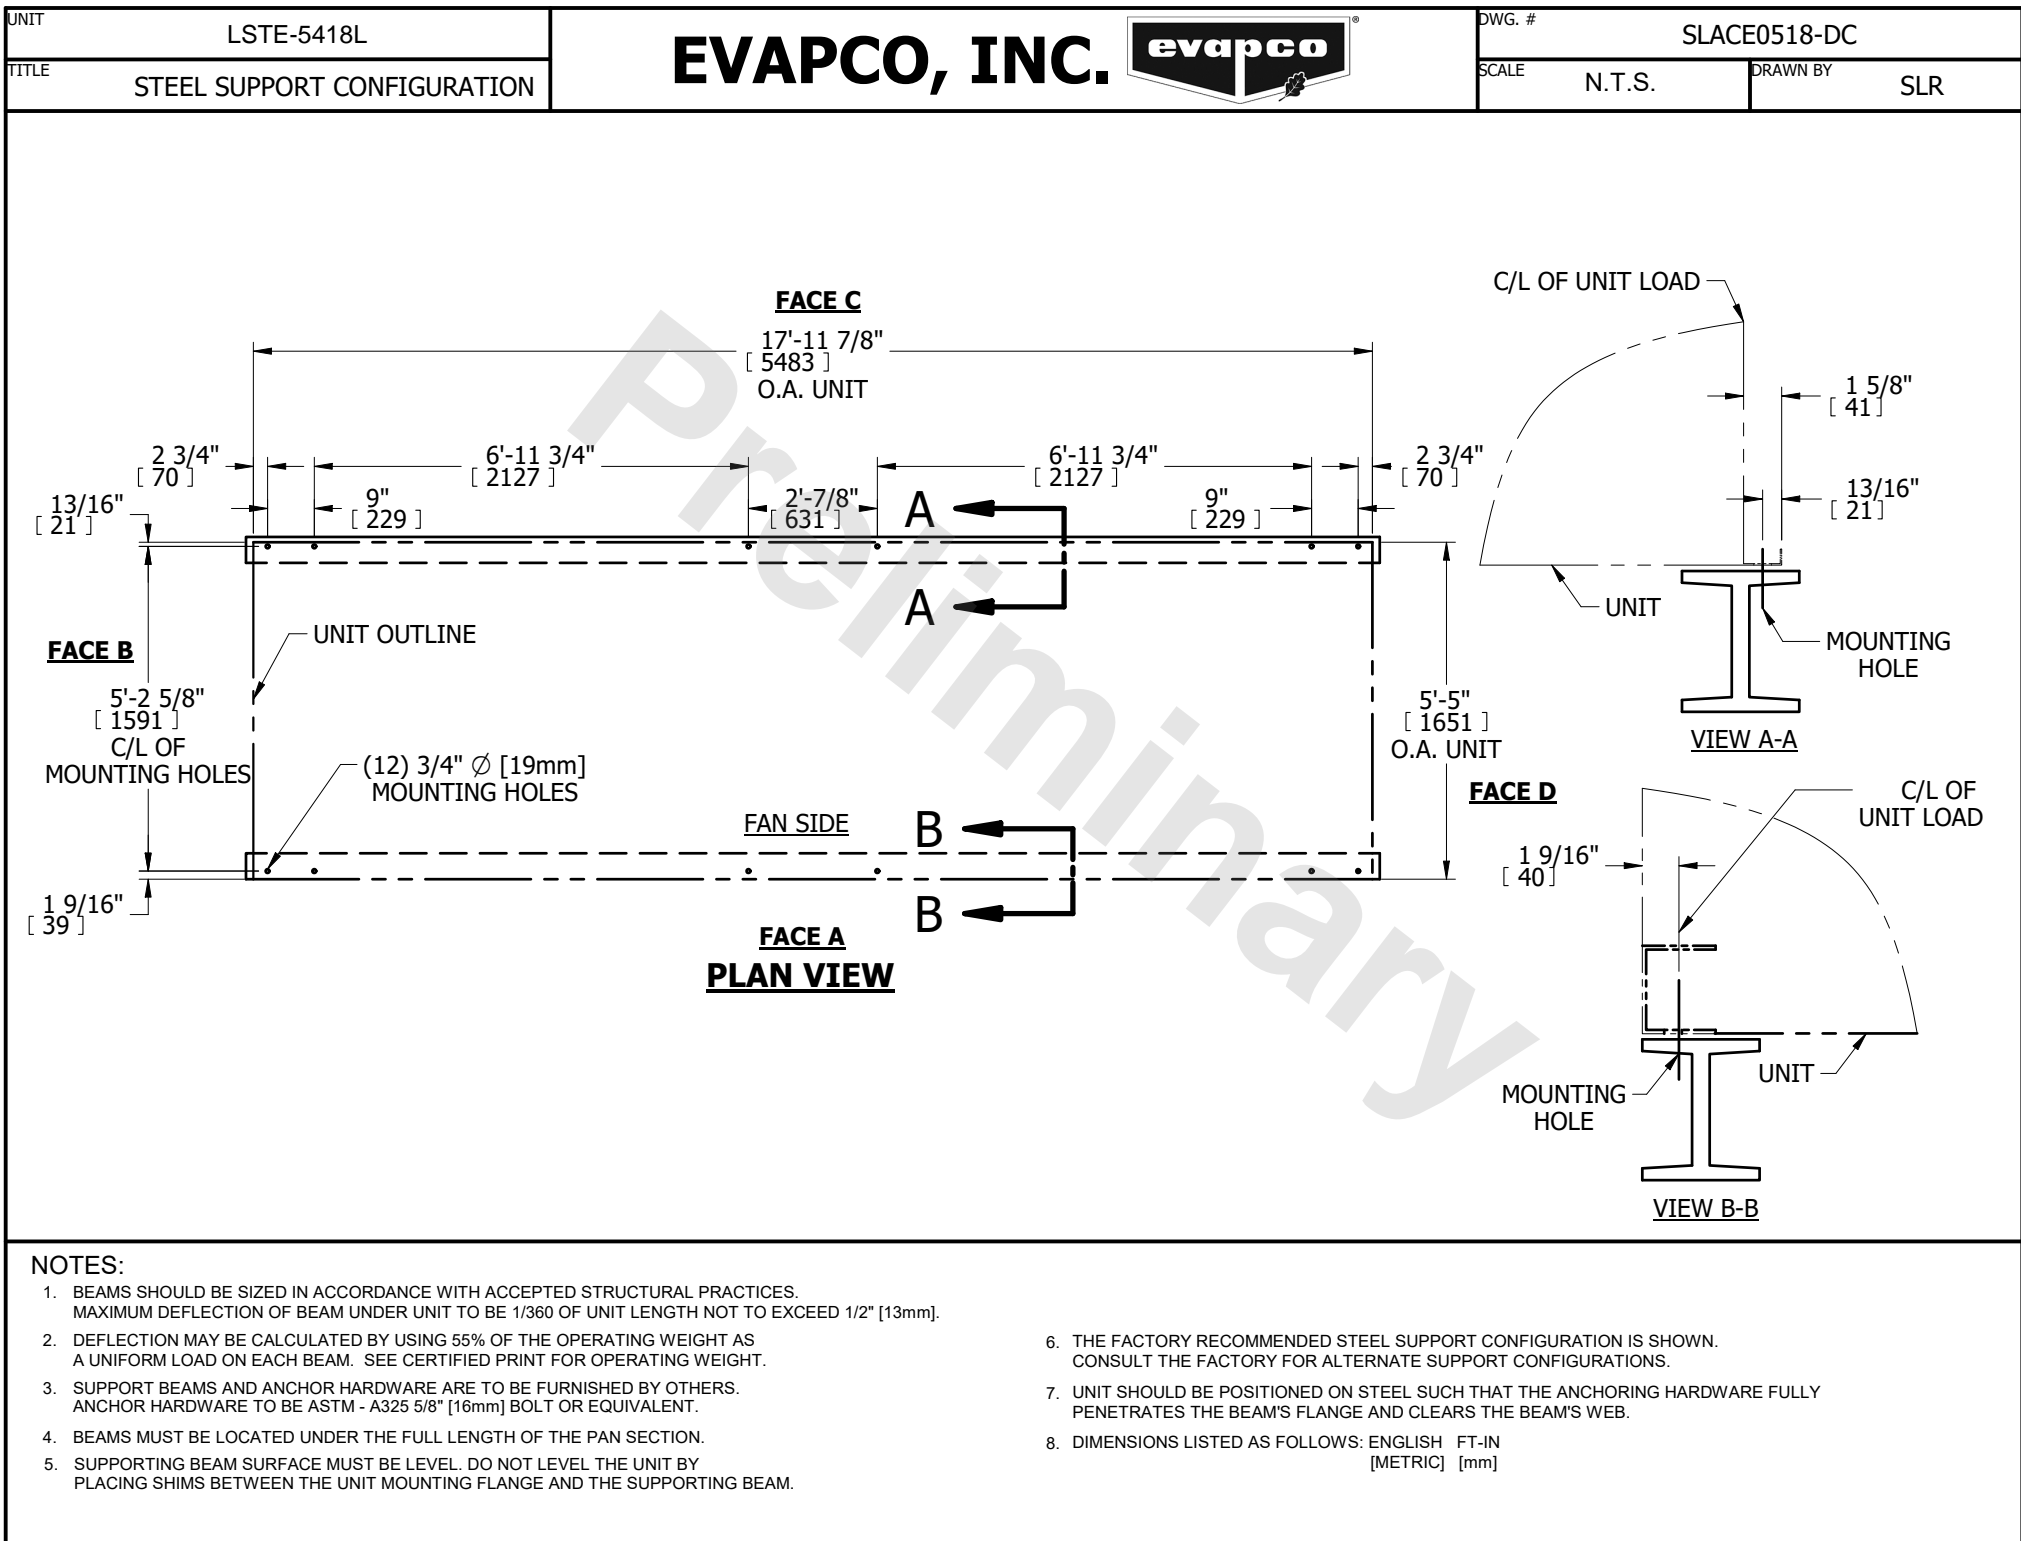 UNIT
LSTE-5418L
TITLE
STEEL SUPPORT CONFIGURATION
EVAPCO, INC.
evapco
®
DWG. #
SLACE0518-DC
SCALE
N.T.S.
DRAWN BY
SLR
FACE C
17'-11 7/8"
[ 5483 ]
O.A. UNIT
2 3/4"
[ 70 ]
6'-11 3/4"
[ 2127 ]
6'-11 3/4"
[ 2127 ]
2 3/4"
[ 70 ]
13/16"
[ 21 ]
9"
[ 229 ]
2'-7/8"
[ 631 ]
A
9"
[ 229 ]
A
UNIT OUTLINE
FACE B
5'-2 5/8"
[ 1591 ]
C/L OF
MOUNTING HOLES
5'-5"
[ 1651 ]
O.A. UNIT
(12) 3/4" ∅ [19mm]
MOUNTING HOLES
FACE D
FAN SIDE
B
B
1 9/16"
[ 39 ]
FACE A
PLAN VIEW
C/L OF UNIT LOAD
1 5/8"
[ 41 ]
13/16"
[ 21 ]
UNIT
MOUNTING
HOLE
VIEW A-A
C/L OF
UNIT LOAD
1 9/16"
[ 40 ]
UNIT
MOUNTING
HOLE
VIEW B-B
Preliminary
NOTES:
1. BEAMS SHOULD BE SIZED IN ACCORDANCE WITH ACCEPTED STRUCTURAL PRACTICES.
MAXIMUM DEFLECTION OF BEAM UNDER UNIT TO BE 1/360 OF UNIT LENGTH NOT TO EXCEED 1/2" [13mm].
2. DEFLECTION MAY BE CALCULATED BY USING 55% OF THE OPERATING WEIGHT AS
A UNIFORM LOAD ON EACH BEAM. SEE CERTIFIED PRINT FOR OPERATING WEIGHT.
3. SUPPORT BEAMS AND ANCHOR HARDWARE ARE TO BE FURNISHED BY OTHERS.
ANCHOR HARDWARE TO BE ASTM - A325 5/8" [16mm] BOLT OR EQUIVALENT.
4. BEAMS MUST BE LOCATED UNDER THE FULL LENGTH OF THE PAN SECTION.
5. SUPPORTING BEAM SURFACE MUST BE LEVEL. DO NOT LEVEL THE UNIT BY
PLACING SHIMS BETWEEN THE UNIT MOUNTING FLANGE AND THE SUPPORTING BEAM.
6. THE FACTORY RECOMMENDED STEEL SUPPORT CONFIGURATION IS SHOWN.
CONSULT THE FACTORY FOR ALTERNATE SUPPORT CONFIGURATIONS.
7. UNIT SHOULD BE POSITIONED ON STEEL SUCH THAT THE ANCHORING HARDWARE FULLY
PENETRATES THE BEAM'S FLANGE AND CLEARS THE BEAM'S WEB.
8. DIMENSIONS LISTED AS FOLLOWS: ENGLISH FT-IN
[METRIC] [mm]